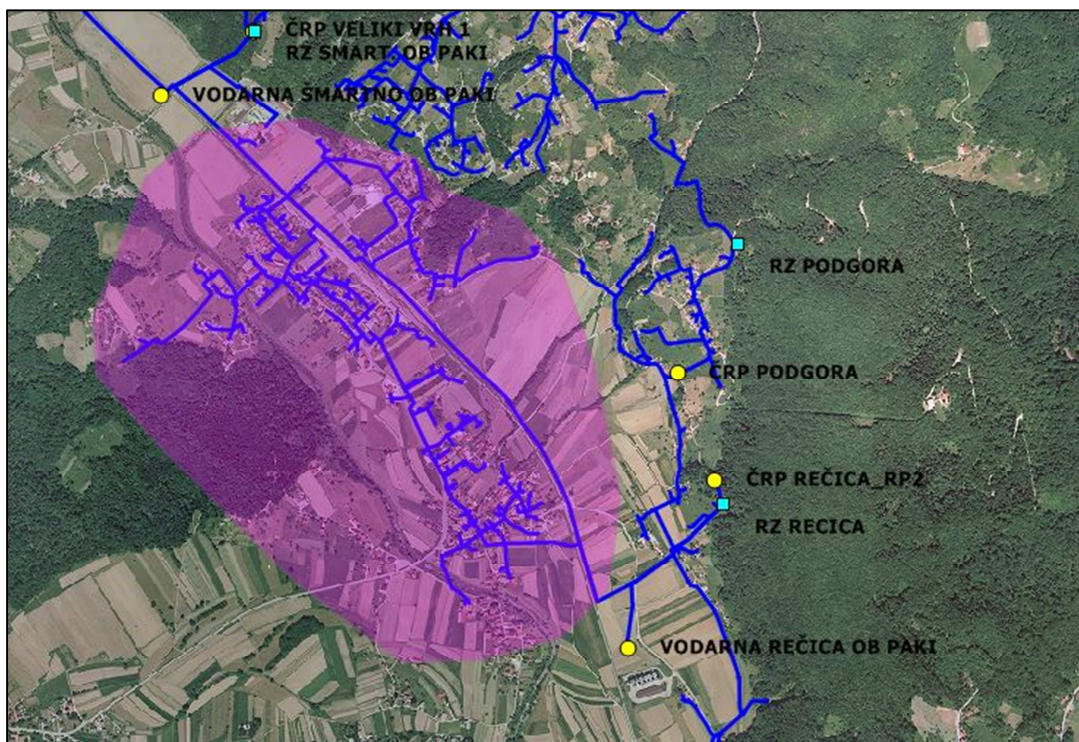 ČRP VELIKI VRH 1
RZ SMART. OB PAKI
VODARNA ŠMARTNO OB PAKI
RZ PODGORA
ČRP PODGORA
ČRP REČICA_RP2
RZ RECICA
VODARNA REČICA OB PAKI